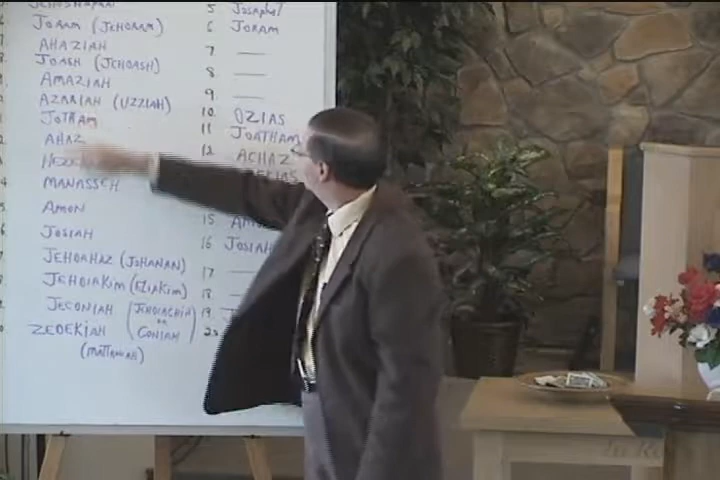 5 Josaphat
JORAM (JEHORAM) 6 JORAM
AHAZIAH 7 —
JOASH (JEHOASH) 8. —
AMAZIAH 9. —
AZARIAH (UZZIAH) 10. OZIAS
JOTHAM 11 JOATHAM
AHAZ 12. ACHAZ
MANASSEH
AMON 15
JOSIAH 16 JOSIAH
JEHOAHAZ (JOHANAN) 17 —
JEHOIAKIM (ELIAKIM) 18. —
JECONIAH (JEHOIACHIN OR CONIAH) 19.
ZEDEKIAH
(MATTANIAH)